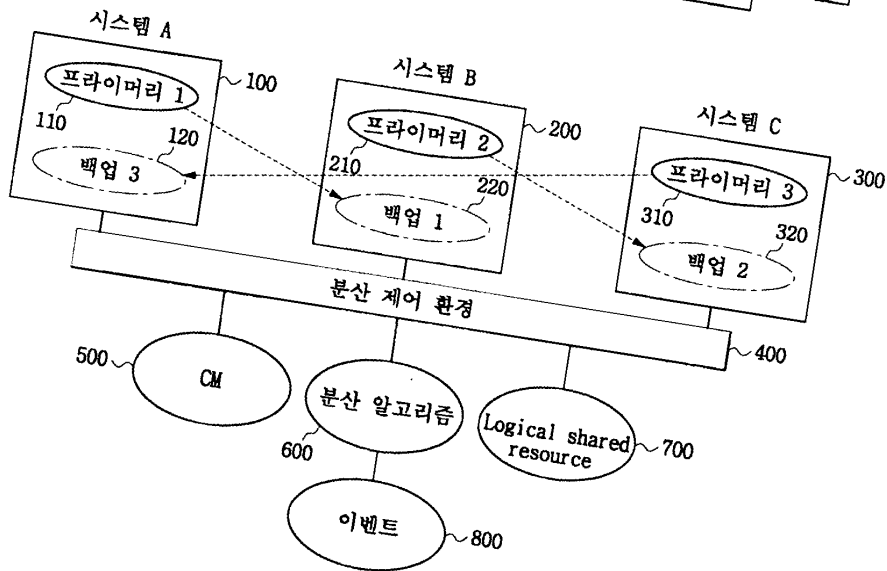 시스템 A
프라이머리 1
100
110
120
백업 3
시스템 B
프라이머리 2
200
210
220
백업 1
시스템 C
프라이머리 3
300
310
320
백업 2
분산 제어 환경
400
500
CM
분산 알고리즘
600
Logical shared
resource
700
이벤트
800